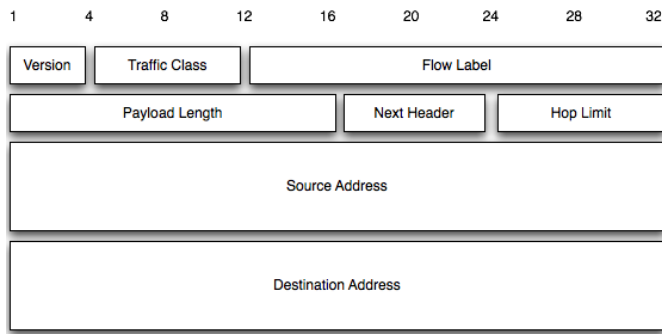 1 4 8 12 16 20 24 28 32
Version Traffic Class Flow Label
Payload Length Next Header Hop Limit
Source Address
Destination Address